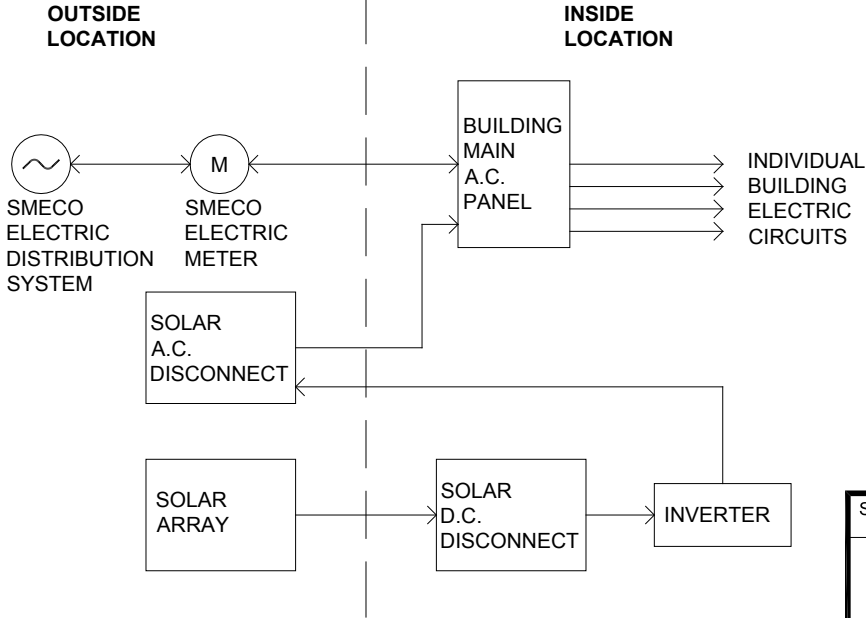 OUTSIDE
LOCATION
INSIDE
LOCATION
BUILDING
MAIN
A.C.
PANEL
M
INDIVIDUAL
BUILDING
ELECTRIC
CIRCUITS
SMECO
ELECTRIC
DISTRIBUTION
SYSTEM
SMECO
ELECTRIC
METER
SOLAR
A.C.
DISCONNECT
SOLAR
ARRAY
SOLAR
D.C.
DISCONNECT
INVERTER
S